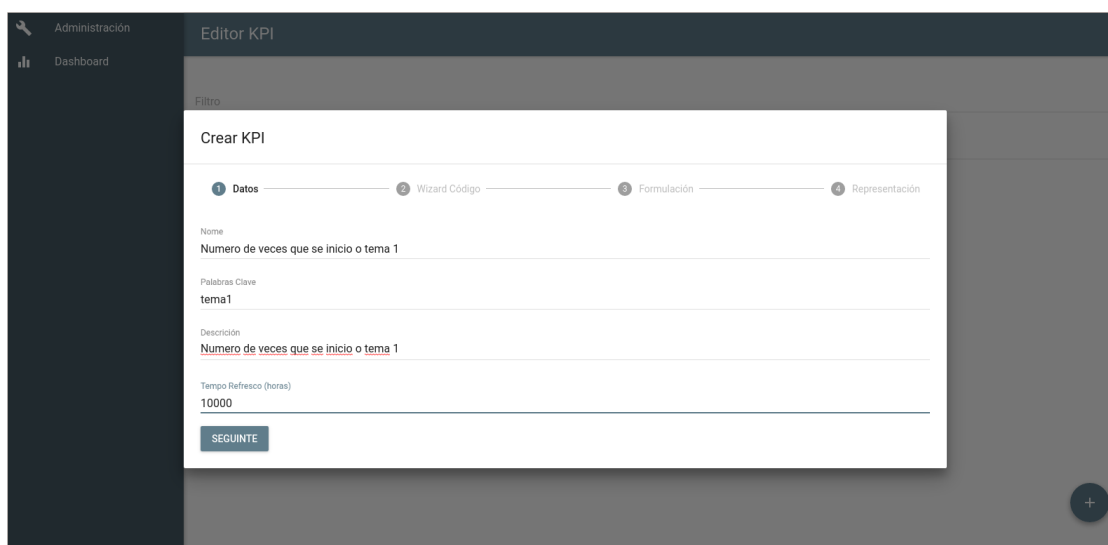 Administración
Editor KPI
Dashboard
Filtro
Crear KPI
1 Datos 2 Wizard Código 3 Formulación 4 Representación
Nome
Numero de veces que se inicio o tema 1
Palabras Clave
tema1
Descrición
Numero de veces que se inicio o tema 1
Tempo Refresco (horas)
10000
SEGUINTE
+